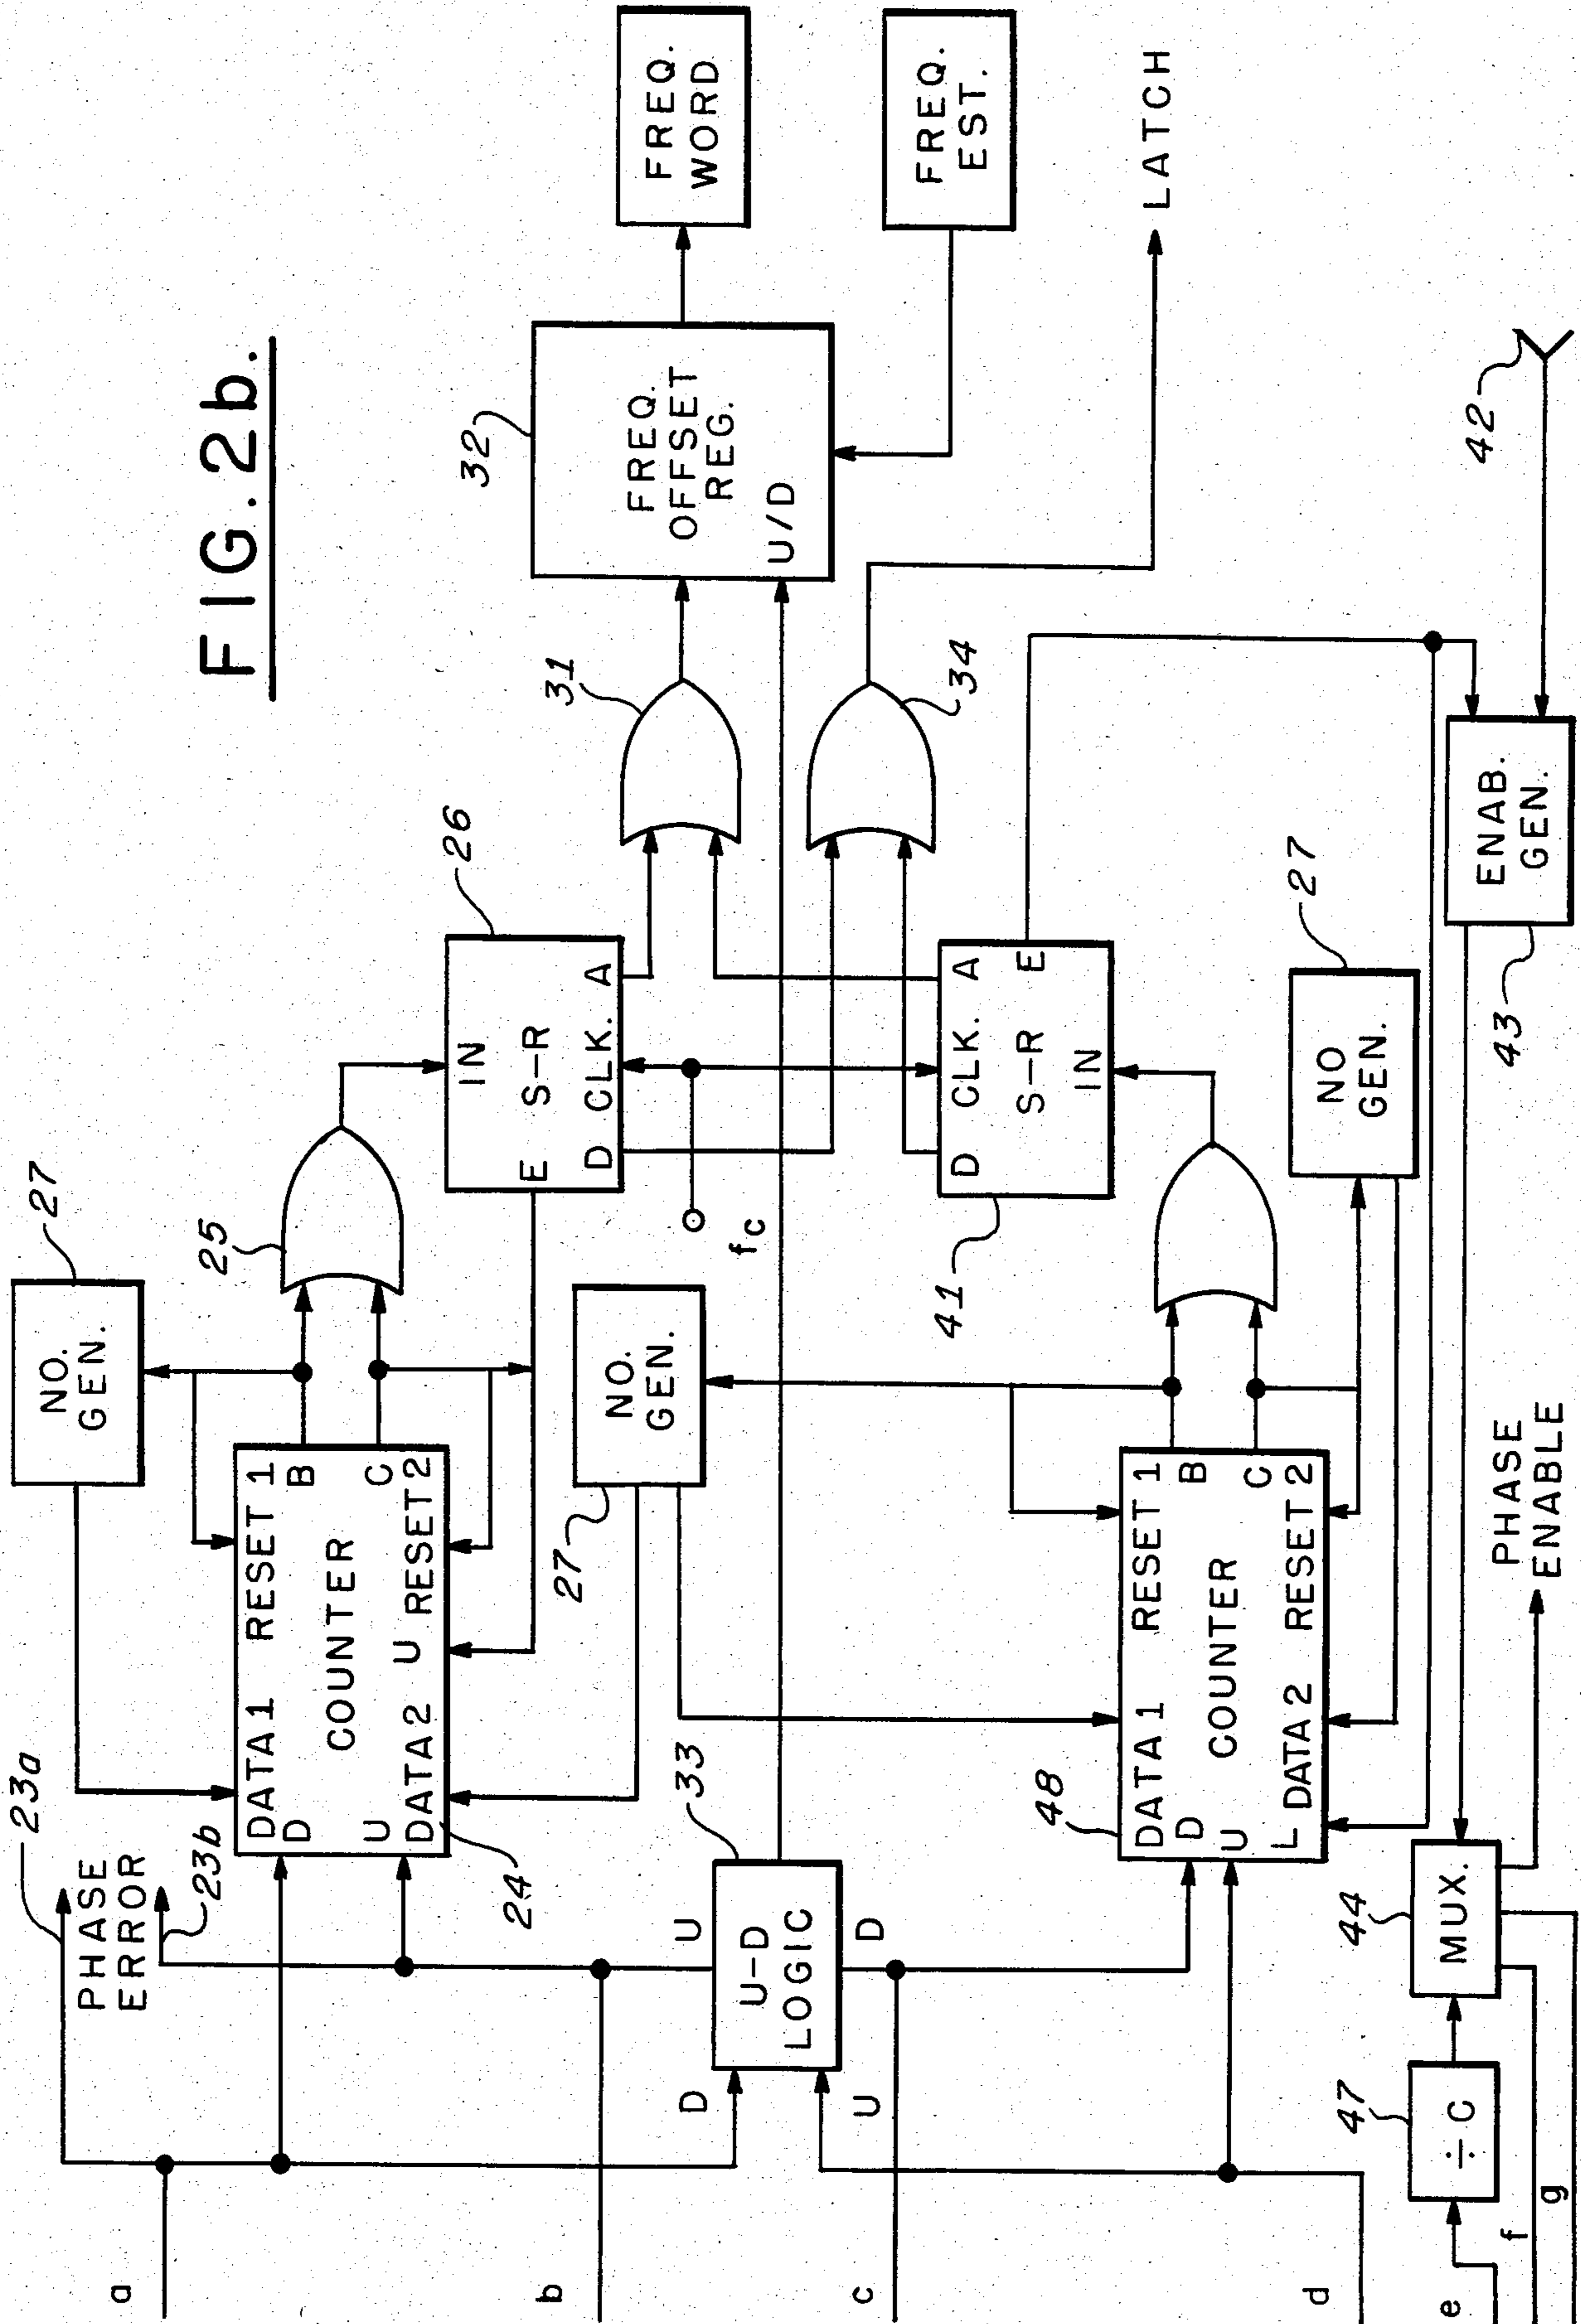 FIG. 2b.
a
PHASE
ERROR
23a
23b
NO.
GEN.
27
DATA 1 RESET 1
D B
COUNTER
U C
DATA 2 U RESET 2
24
25
IN
S-R
E
D CLK. A
26
fc
NO.
GEN.
27
31
34
32
FREQ.
OFFSET
REG.
U/D
FREQ.
WORD
FREQ.
EST.
LATCH
b
U
D
U-D
LOGIC
33
U
D
c
D CLK. A
S-R E
IN
41
48
DATA 1 RESET 1
D B
COUNTER
U C
L DATA 2 RESET 2
NO
GEN.
27
d
42
ENAB.
GEN.
43
e
÷C
47
MUX.
44
PHASE
ENABLE
f
g